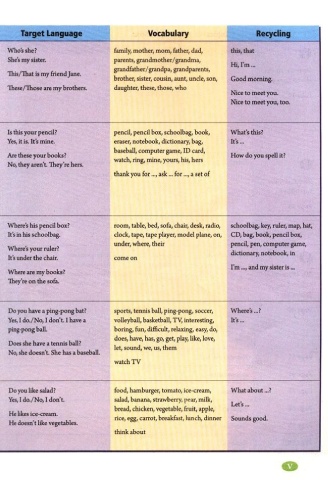 Target Language
Vocabulary
Recycling
Who's she?
She's my sister.
This/That is my friend Jane.
These/Those are my brothers.
family, mother, mom, father, dad,
parents, grandmother/grandma,
grandfather/grandpa, grandparents,
brother, sister, cousin, aunt, uncle, son,
daughter, these, those, who
this, that
Hi, I'm ...
Good morning.
Nice to meet you.
Nice to meet you, too.
Is this your pencil?
Yes, it is. It's mine.
Are these your books?
No, they aren't. They're hers.
pencil, pencil box, schoolbag, book,
eraser, notebook, dictionary, bag,
baseball, computer game, ID card,
watch, ring, mine, yours, his, hers
thank you for ..., ask ... for ..., a set of
What's this?
It's ...
How do you spell it?
Where's his pencil box?
It's in his schoolbag.
Where's your ruler?
It's under the chair.
Where are my books?
They're on the sofa.
room, table, bed, sofa, chair, desk, radio,
clock, tape, tape player, model plane, on,
under, where, their
come on
schoolbag, key, ruler, map, hat,
CD, bag, book, pencil box,
pencil, pen, computer game,
dictionary, notebook, in
I'm ..., and my sister is ...
Do you have a ping-pong bat?
Yes, I do./No, I don't. I have a
ping-pong ball.
Does she have a tennis ball?
No, she doesn't. She has a baseball.
sports, tennis ball, ping-pong, soccer,
volleyball, basketball, TV, interesting,
boring, fun, difficult, relaxing, easy, do,
does, have, has, go, get, play, like, love,
let, sound, we, us, them
watch TV
Where's ...?
It's ...
Do you like salad?
Yes, I do./No, I don't.
He likes ice-cream.
He doesn't like vegetables.
food, hamburger, tomato, ice-cream,
salad, banana, strawberry, pear, milk,
bread, chicken, vegetable, fruit, apple,
rice, egg, carrot, breakfast, lunch, dinner
think about
What about ...?
Let's ...
Sounds good.
V